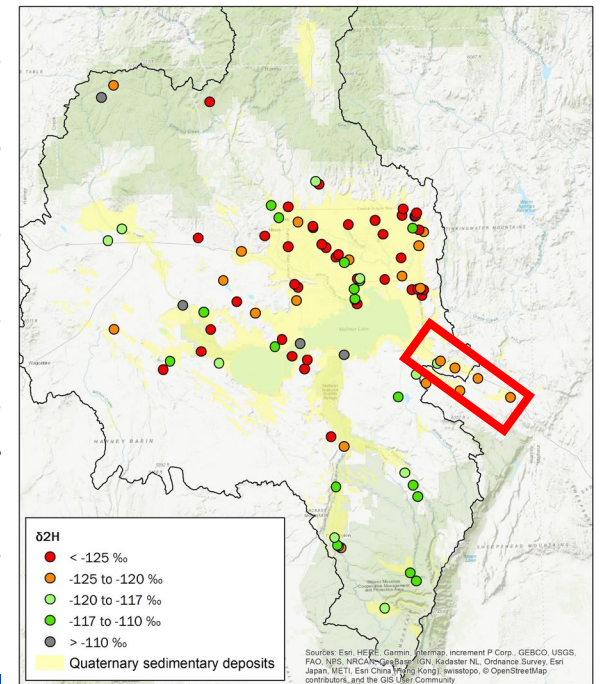 HARNEY BASIN
δ2H
< -125 ‰
-125 to -120 ‰
-120 to -117 ‰
-117 to -110 ‰
> -110 ‰
Quaternary sedimentary deposits
Sources: Esri, HERE, Garmin, Intermap, increment P Corp., GEBCO, USGS,
FAO, NPS, NRCAN, GeoBase, IGN, Kadaster NL, Ordnance Survey, Esri
Japan, METI, Esri China (Hong Kong), swisstopo, © OpenStreetMap
contributors, and the GIS User Community